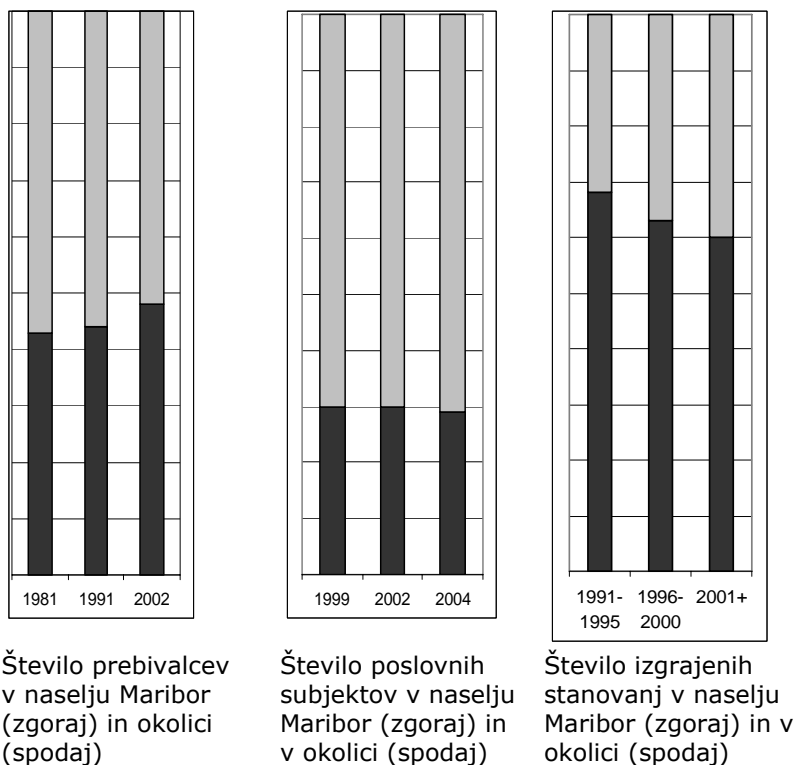 1981 1991 2002
Število prebivalcev
v naselju Maribor
(zgoraj) in okolici
(spodaj)
1999 2002 2004
Število poslovnih
subjektov v naselju
Maribor (zgoraj) in
v okolici (spodaj)
1991- 1996- 2001+
1995 2000
Število izgrajenih
stanovanj v naselju
Maribor (zgoraj) in v
okolici (spodaj)